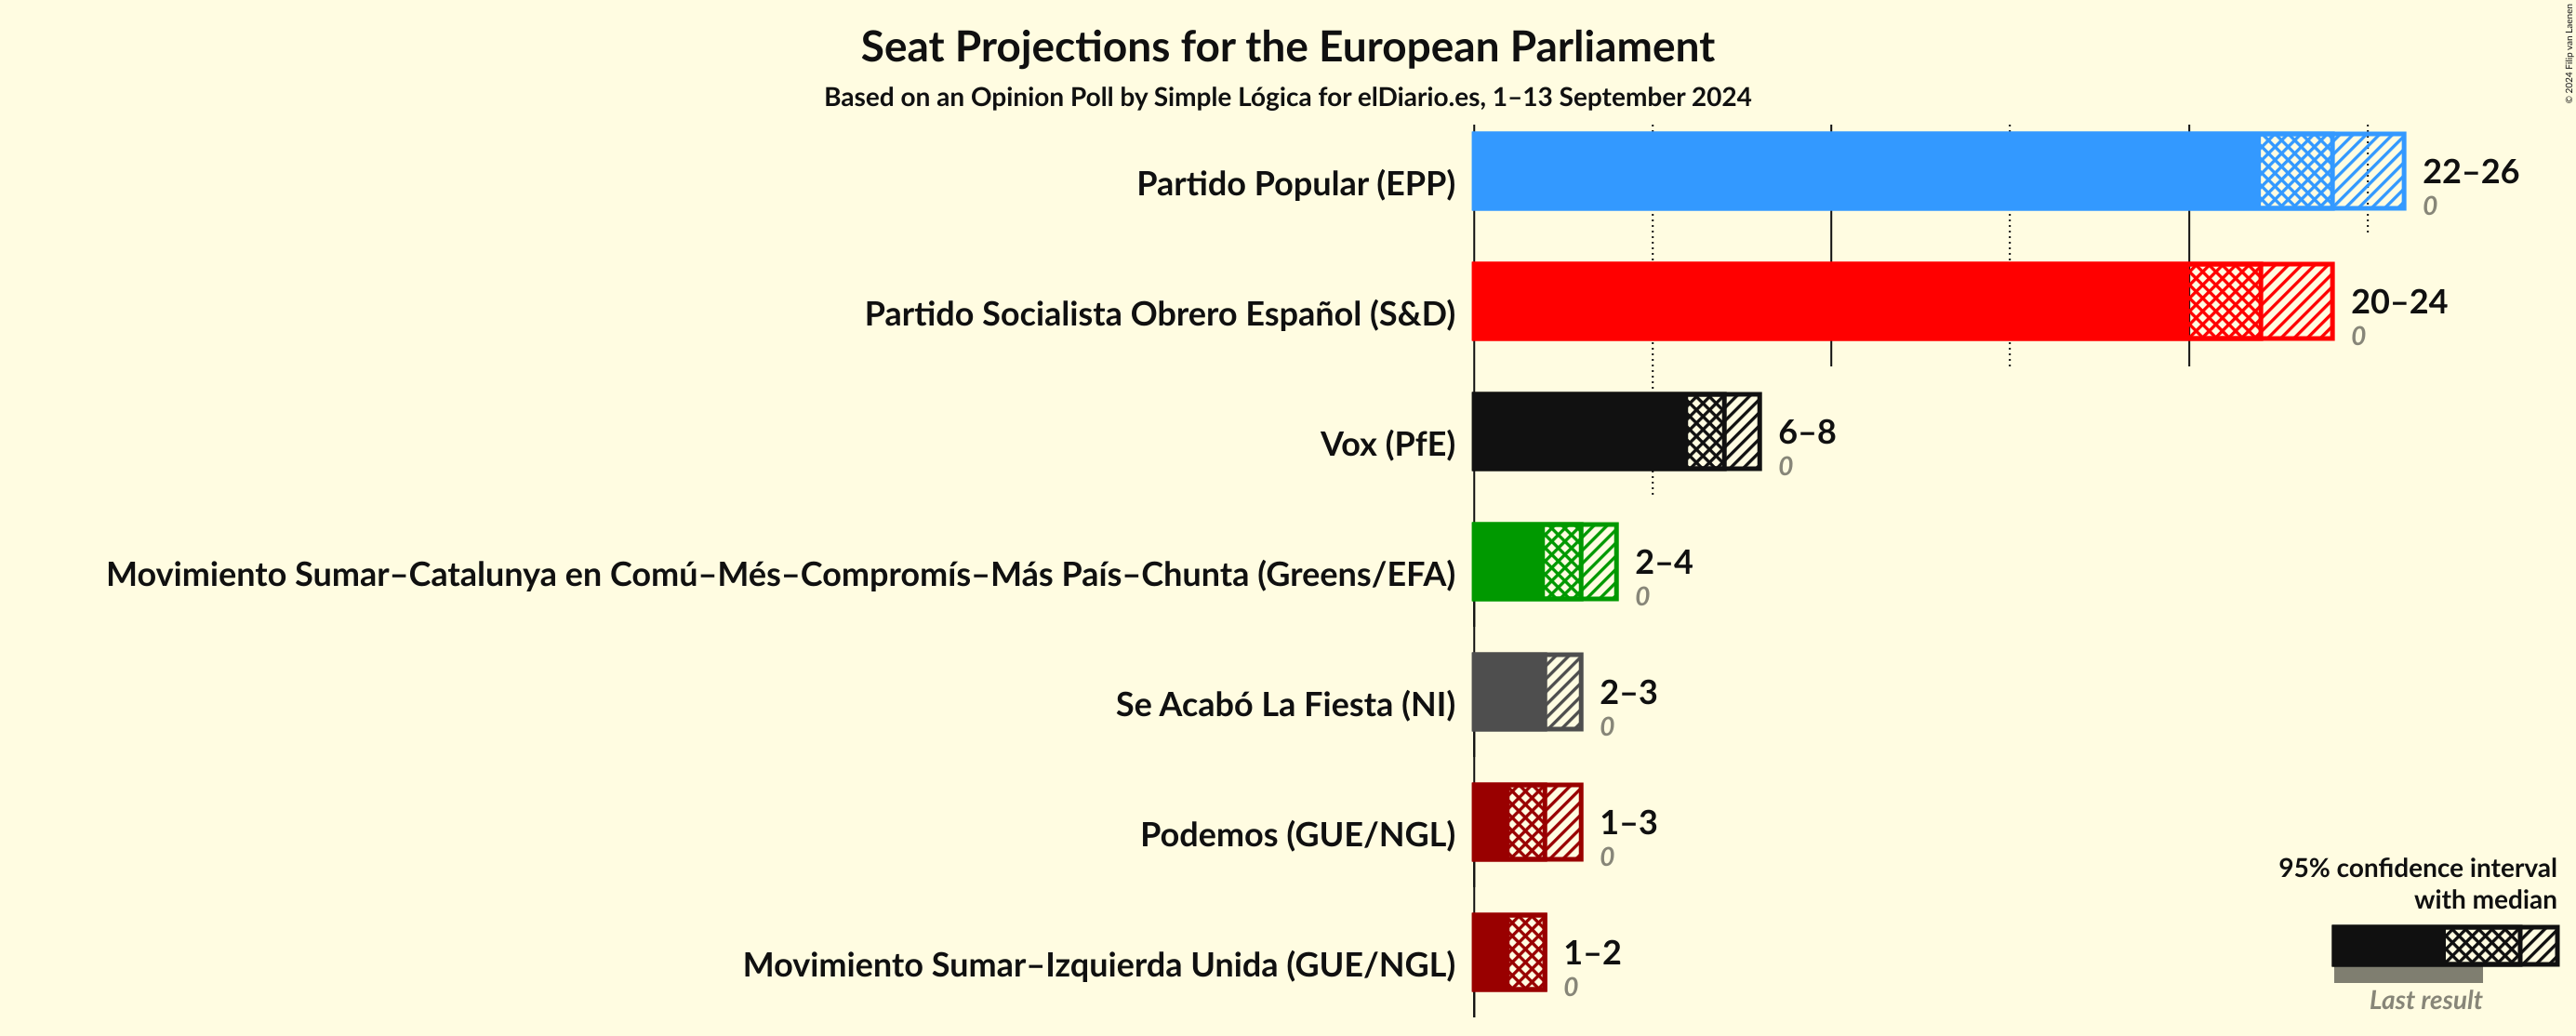 Seat Projections for the European Parliament
Based on an Opinion Poll by Simple Lógica for elDiario.es, 1–13 September 2024
© 2024 Filip van Laenen
Partido Popular (EPP)
22–26
0
Partido Socialista Obrero Español (S&D)
20–24
0
Vox (PfE)
6–8
0
Movimiento Sumar–Catalunya en Comú–Més–Compromís–Más País–Chunta (Greens/EFA)
2–4
0
Se Acabó La Fiesta (NI)
2–3
0
Podemos (GUE/NGL)
1–3
0
Movimiento Sumar–Izquierda Unida (GUE/NGL)
1–2
0
95% confidence interval
with median
Last result